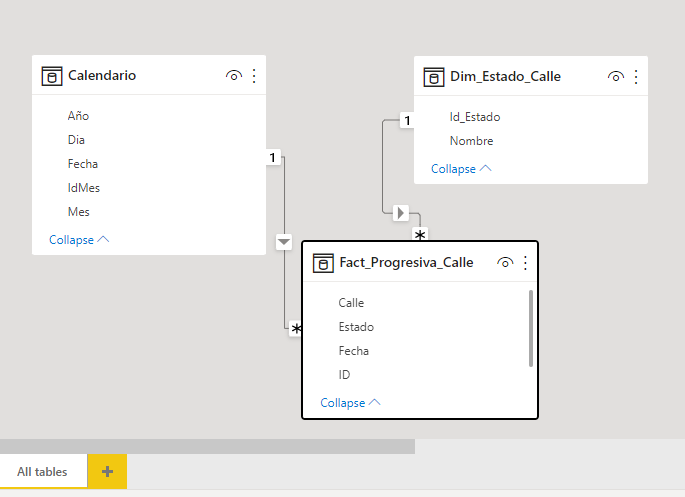 Calendario
Año
Dia
Fecha
IdMes
Mes
Collapse
Dim_Estado_Calle
Id_Estado
Nombre
Collapse
1
1
*
*
Fact_Progresiva_Calle
Calle
Estado
Fecha
ID
Collapse
All tables
+